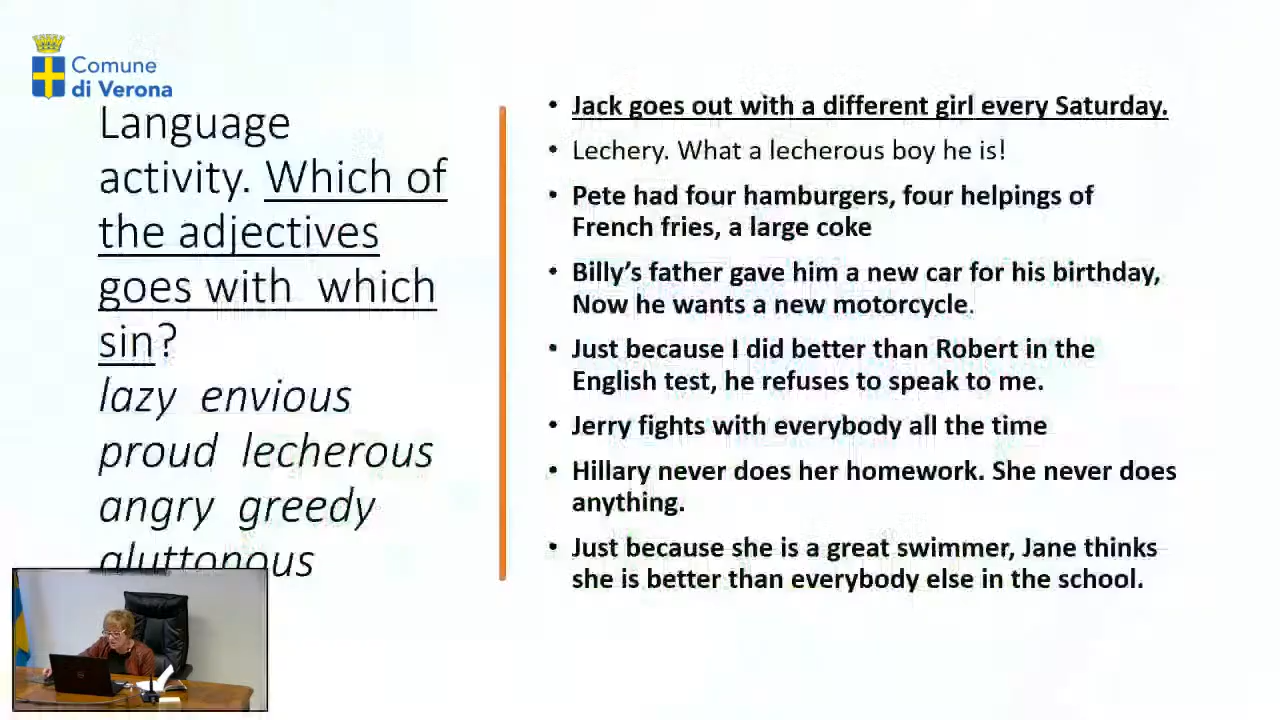 Comune
di Verona
Language
activity. Which of
the adjectives
goes with which
sin?
lazy envious
proud lecherous
angry greedy
gluttonous
• Jack goes out with a different girl every Saturday.
• Lechery. What a lecherous boy he is!
• Pete had four hamburgers, four helpings of
French fries, a large coke
• Billy’s father gave him a new car for his birthday,
Now he wants a new motorcycle.
• Just because I did better than Robert in the
English test, he refuses to speak to me.
• Jerry fights with everybody all the time
• Hillary never does her homework. She never does
anything.
• Just because she is a great swimmer, Jane thinks
she is better than everybody else in the school.